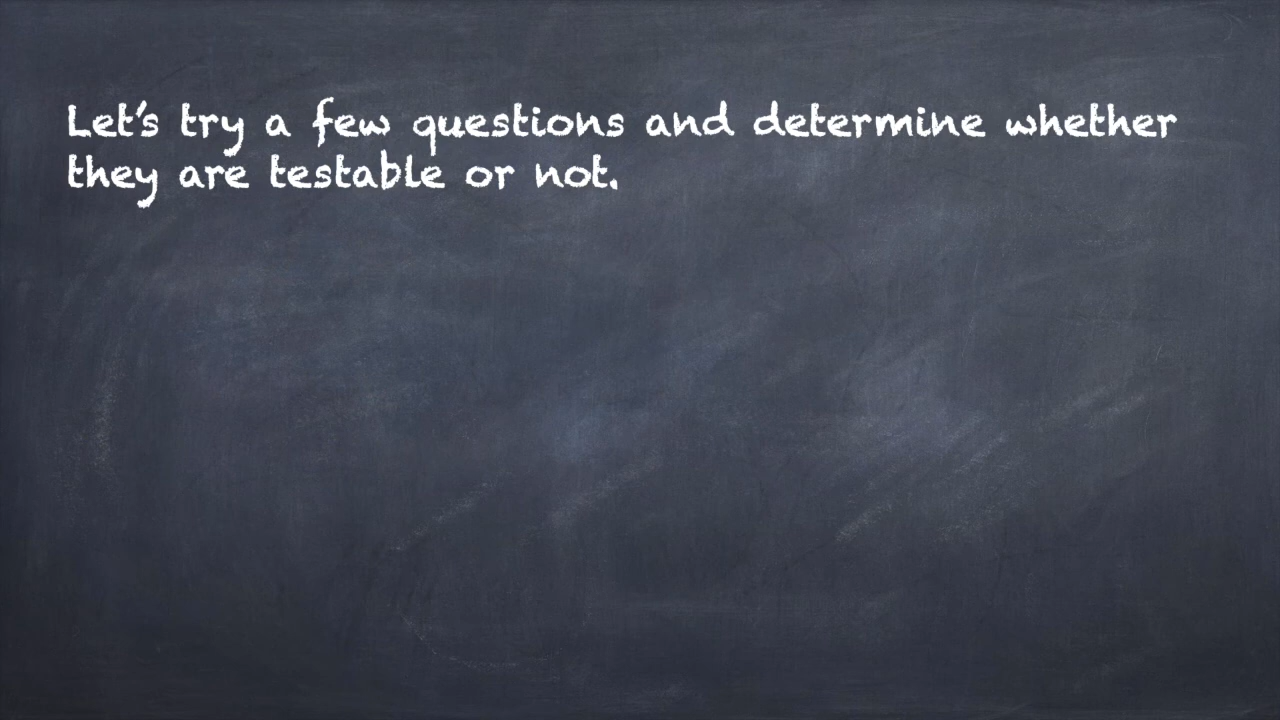 Let's try a few questions and determine whether
they are testable or not.